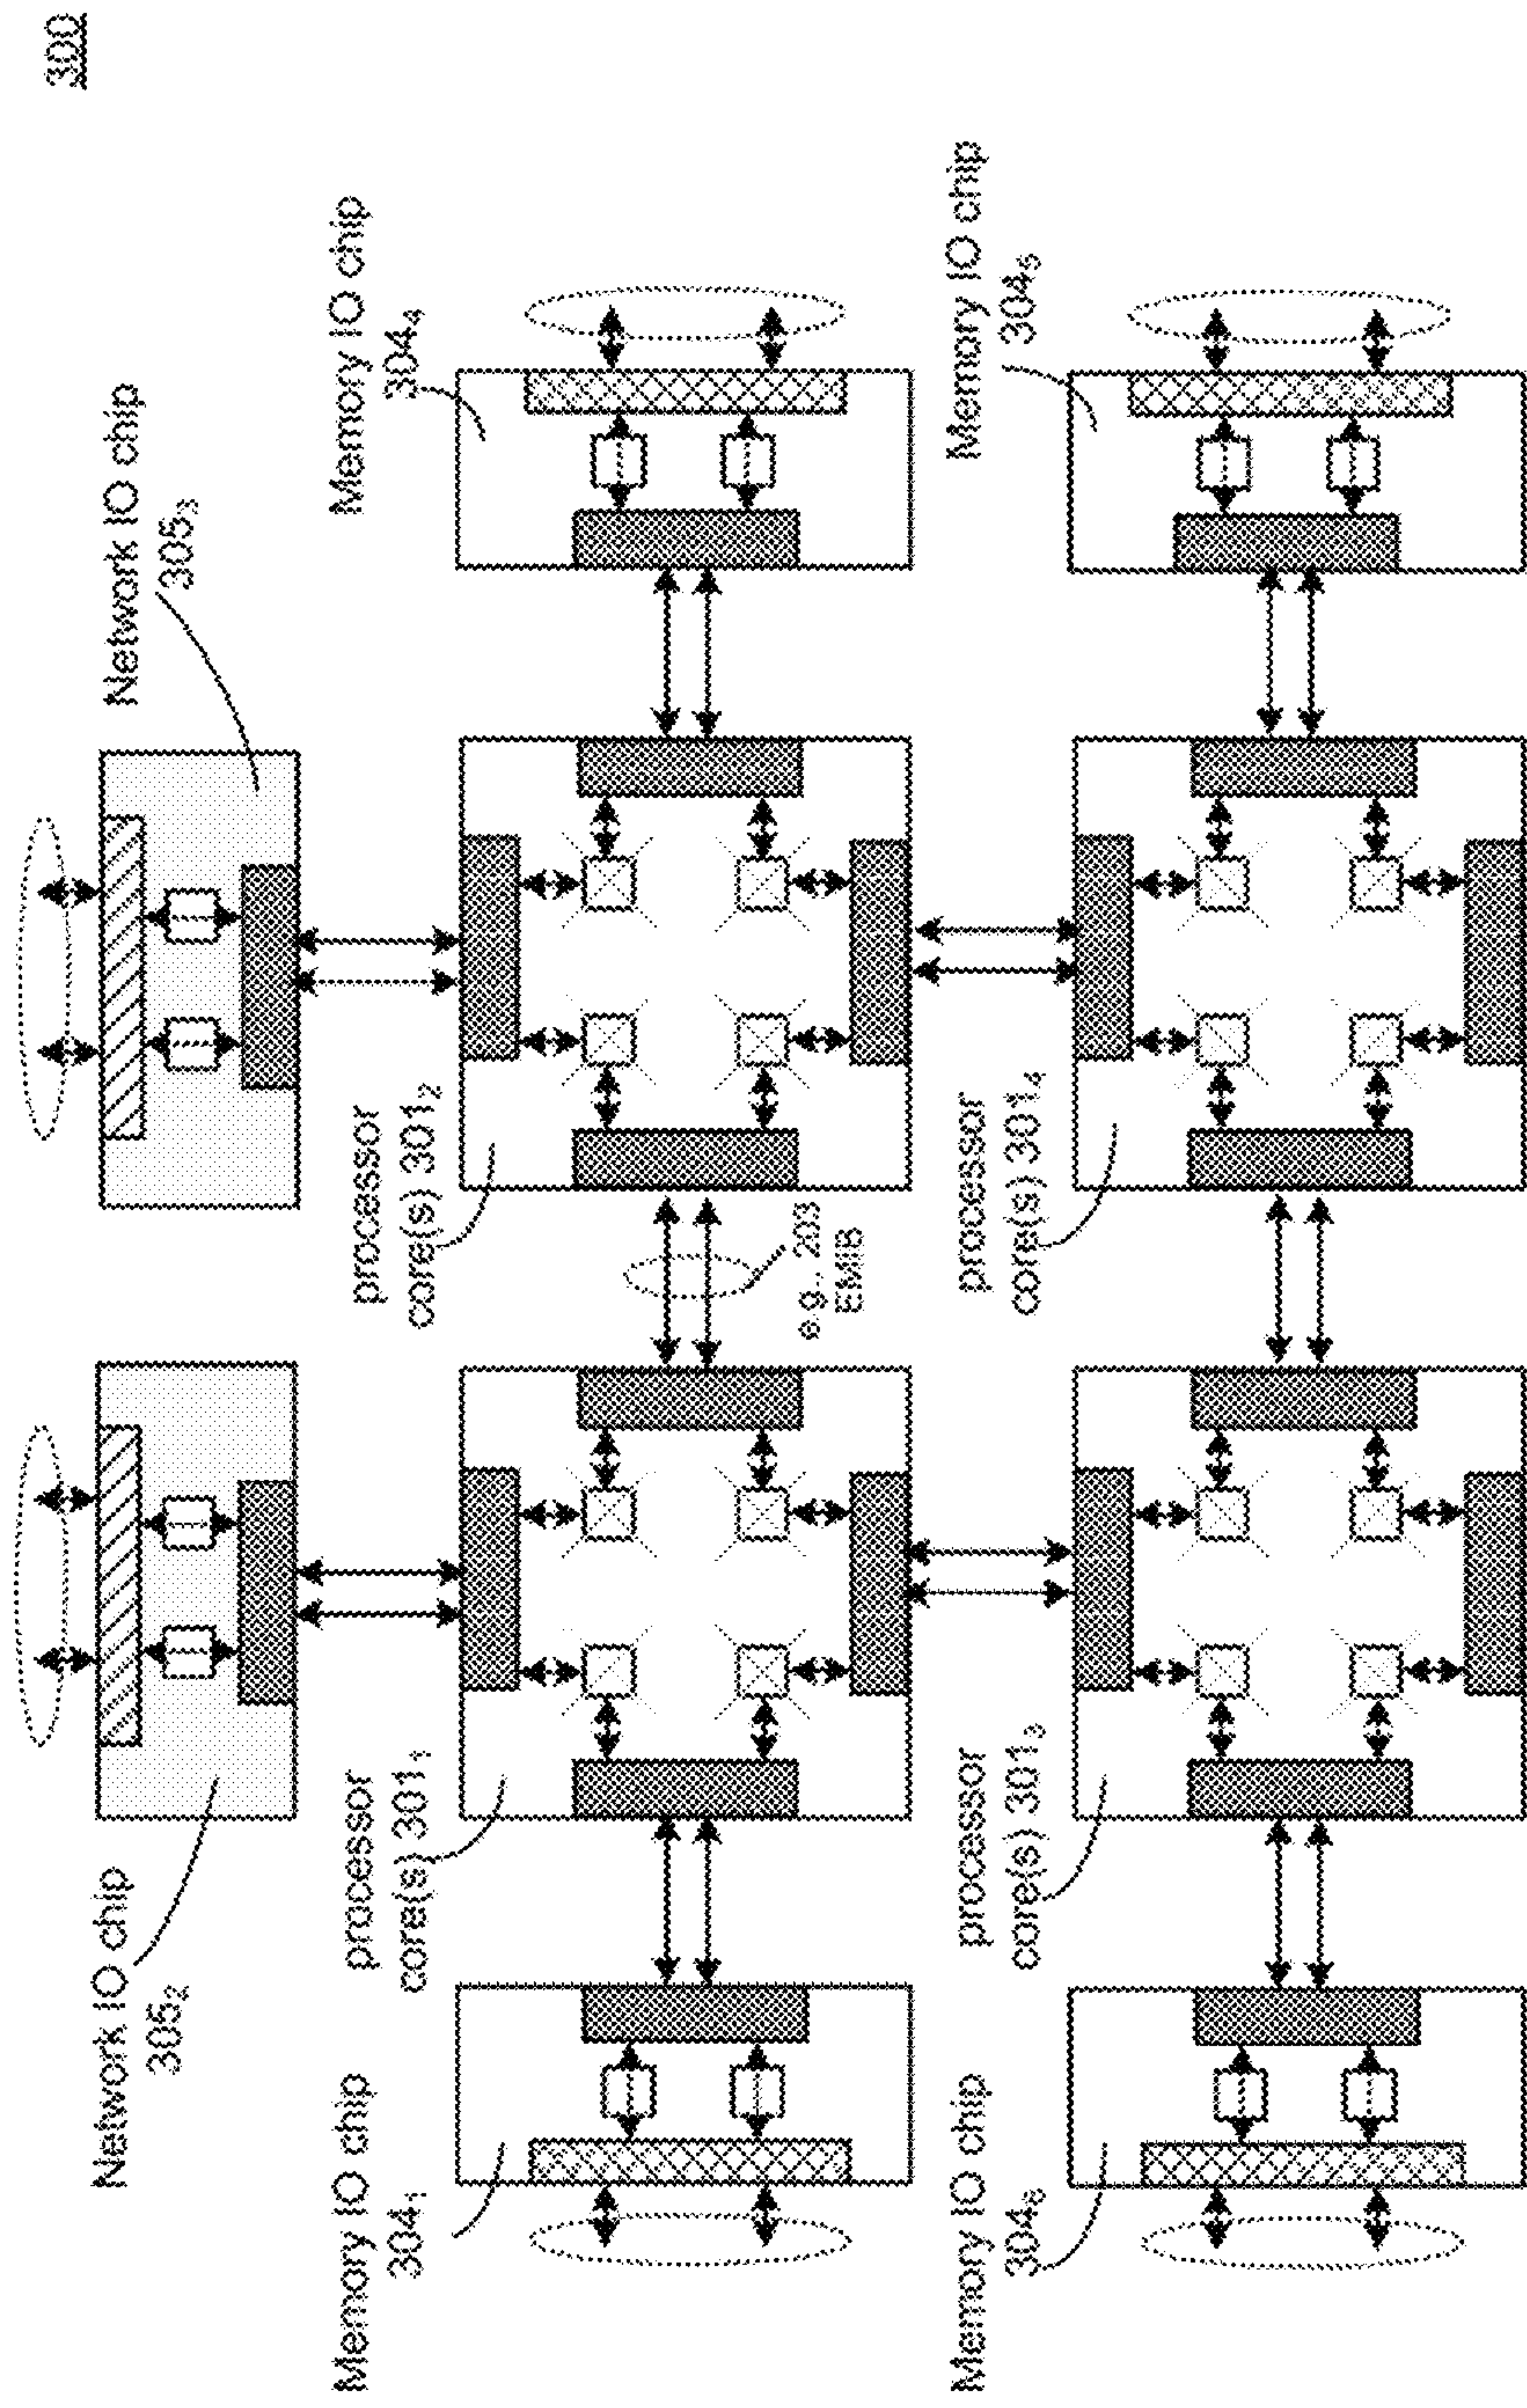 300
Network IO chip
305₂
Network IO chip
305₃
Memory IO chip
304₁
processor
core(s) 301₁
processor
core(s) 301₂
Memory IO chip
304₄
e.g., 203
EMIB
Memory IO chip
304₆
processor
core(s) 301₃
processor
core(s) 301₄
Memory IO chip
304₅